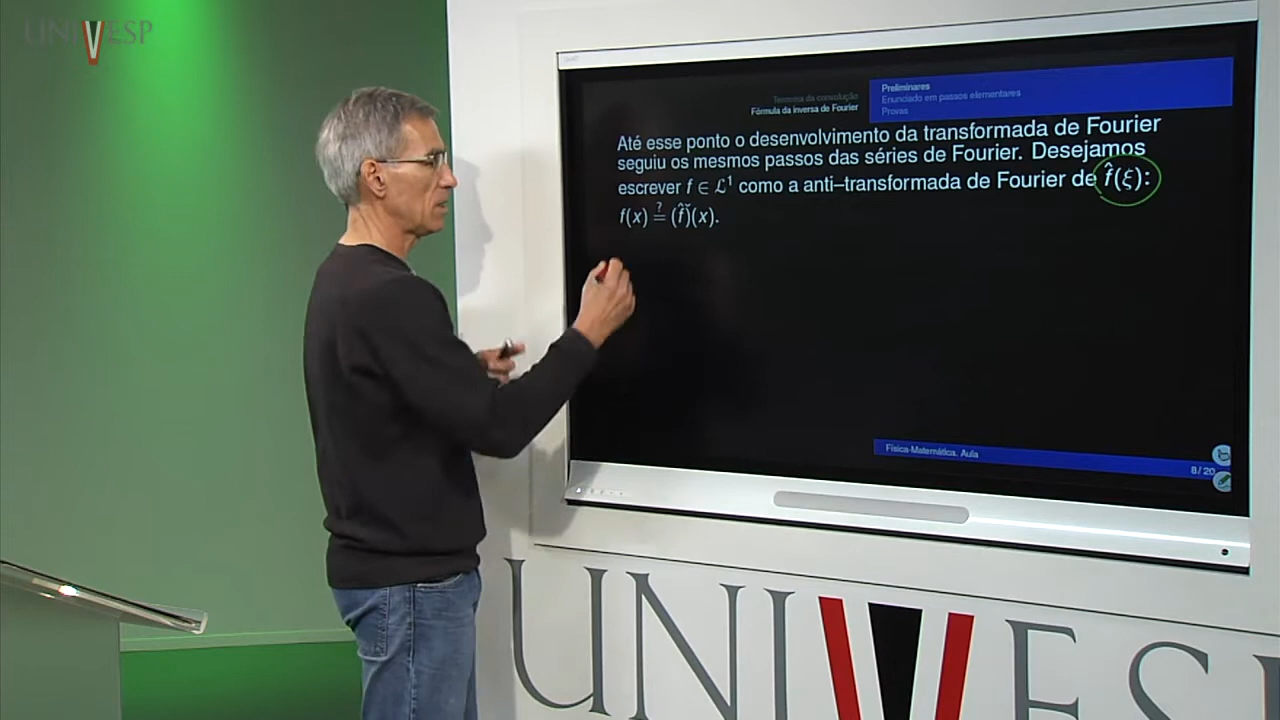 UNIVESP
Teorema da convolução
Fórmula da inversa de Fourier
Preliminares
Enunciado em passos elementares
Provas
Até esse ponto o desenvolvimento da transformada de Fourier
seguiu os mesmos passos das séries de Fourier. Desejamos
escrever f ∈ ℒ¹ como a anti–transformada de Fourier de f̂(ξ):
f(x) ≟ (f̂)̌(x).
Física-Matemática. Aula
8/20
UNIVES